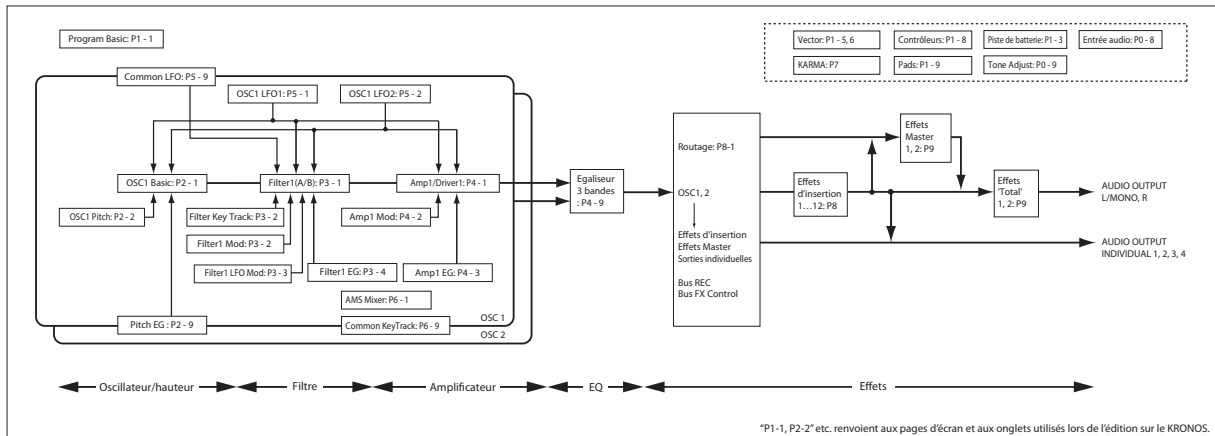 Program Basic: P1 - 1
Vector: P1 - 5, 6
Contrôleurs: P1 - 8
Piste de batterie: P1 - 3
Entrée audio: P0 - 8
KARMA: P7
Pads: P1 - 9
Tone Adjust: P0 - 9
Common LFO: P5 - 9
OSC1 LFO1: P5 - 1
OSC1 LFO2: P5 - 2
OSC1 Basic: P2 - 1
Filter1(A/B): P3 - 1
Amp1/Driver1: P4 - 1
OSC1 Pitch: P2 - 2
Filter Key Track: P3 - 2
Amp1 Mod: P4 - 2
Filter1 Mod: P3 - 2
Filter1 LFO Mod: P3 - 3
Filter1 EG: P3 - 4
Amp1 EG: P4 - 3
AMS Mixer: P6 - 1
Pitch EG : P2 - 9
Common KeyTrack: P6 - 9
OSC 1
OSC 2
Egaliseur
3 bandes
: P4 - 9
Routage: P8-1
OSC1, 2
Effets d'insertion
Effets Master
Sorties individuelles
Bus REC
Bus FX Control
Effets
d'insertion
1…12: P8
Effets
Master
1, 2: P9
Effets
'Total'
1, 2: P9
AUDIO OUTPUT
L/MONO, R
AUDIO OUTPUT
INDIVIDUAL 1, 2, 3, 4
Oscillateur/hauteur
Filtre
Amplificateur
EQ
Effets
"P1-1, P2-2" etc. renvoient aux pages d'écran et aux onglets utilisés lors de l'édition sur le KRONOS.